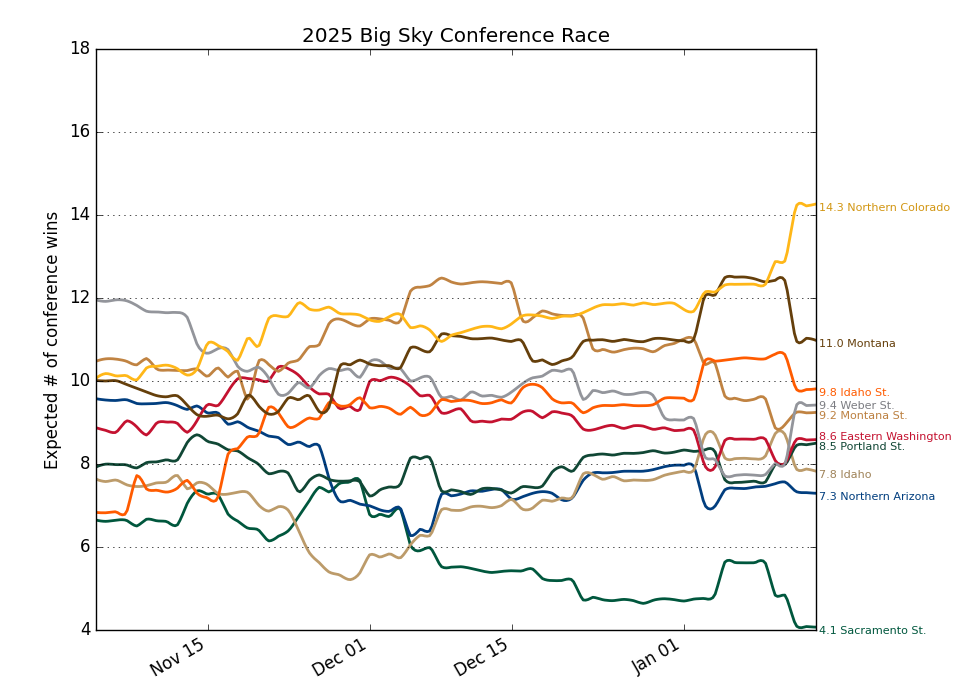 2025 Big Sky Conference Race
Expected # of conference wins
18
16
14
12
10
8
6
4
Nov 15
Dec 01
Dec 15
Jan 01
14.3 Northern Colorado
11.0 Montana
9.8 Idaho St.
9.4 Weber St.
9.2 Montana St.
8.6 Eastern Washington
8.5 Portland St.
7.8 Idaho
7.3 Northern Arizona
4.1 Sacramento St.